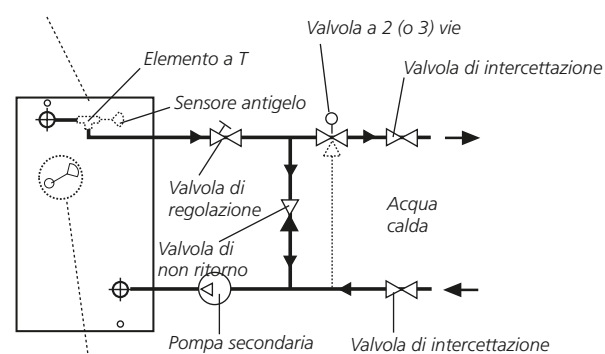 Valvola a 2 (o 3) vie
Elemento a T
Valvola di intercettazione
Sensore antigelo
Valvola di
regolazione
Acqua
calda
Valvola di
non ritorno
Pompa secondaria
Valvola di intercettazione